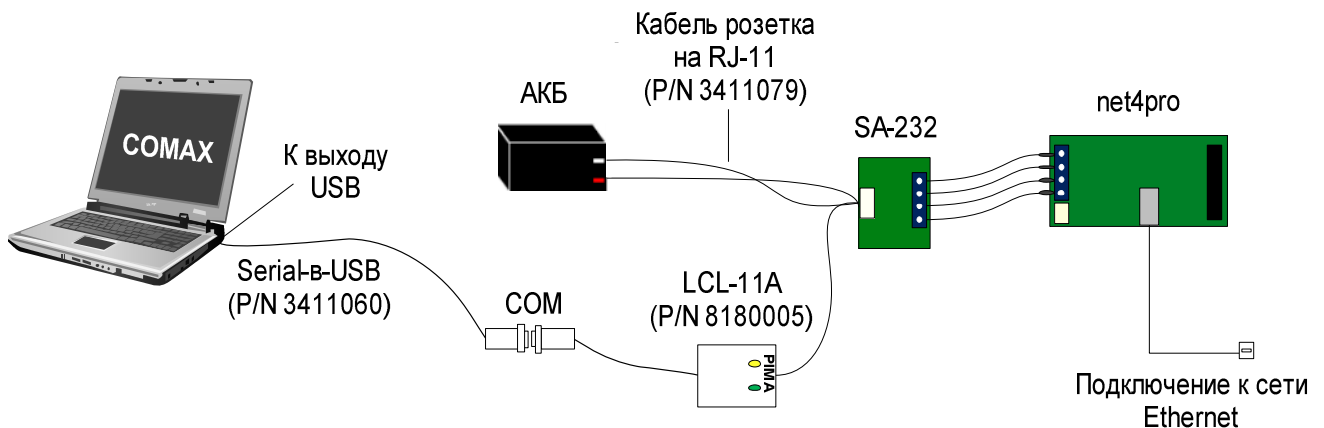 Кабель розетка
на RJ-11
(P/N 3411079)
АКБ
net4pro
SA-232
COMAX
К выходу
USB
Serial-в-USB
(P/N 3411060)
COM
LCL-11A
(P/N 8180005)
PIMA
Подключение к сети
Ethernet